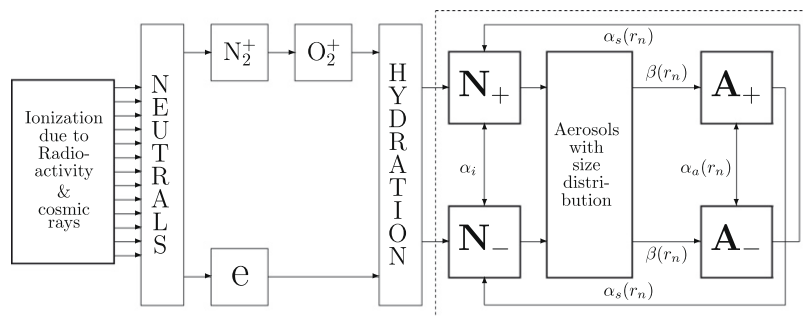 Ionization
due to
Radio-
activity
&
cosmic
rays
NEUTRALS
N₂⁺
O₂⁺
e
HYDRATION
αₛ(rₙ)
N₊
αᵢ
N₋
Aerosols
with
size
distri-
bution
β(rₙ)
A₊
αₐ(rₙ)
β(rₙ)
A₋
αₛ(rₙ)